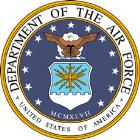 DEPARTMENT OF THE AIR FORCE
MCMXLVII
UNITED STATES OF AMERICA